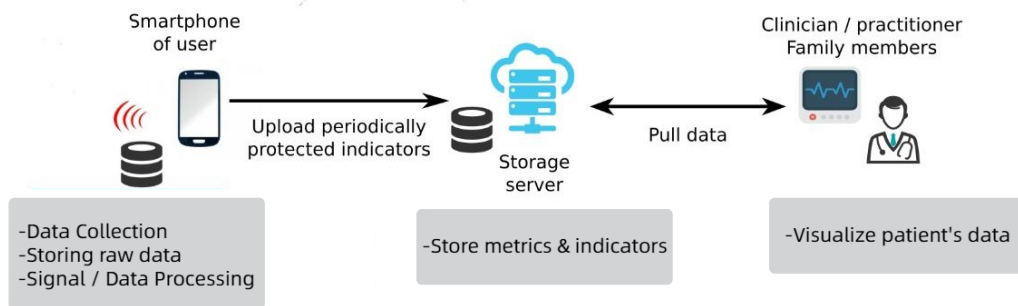 Smartphone
of user
Upload periodically
protected indicators
Storage
server
Pull data
Clinician / practitioner
Family members
-Data Collection
-Storing raw data
-Signal / Data Processing
-Store metrics & indicators
-Visualize patient's data